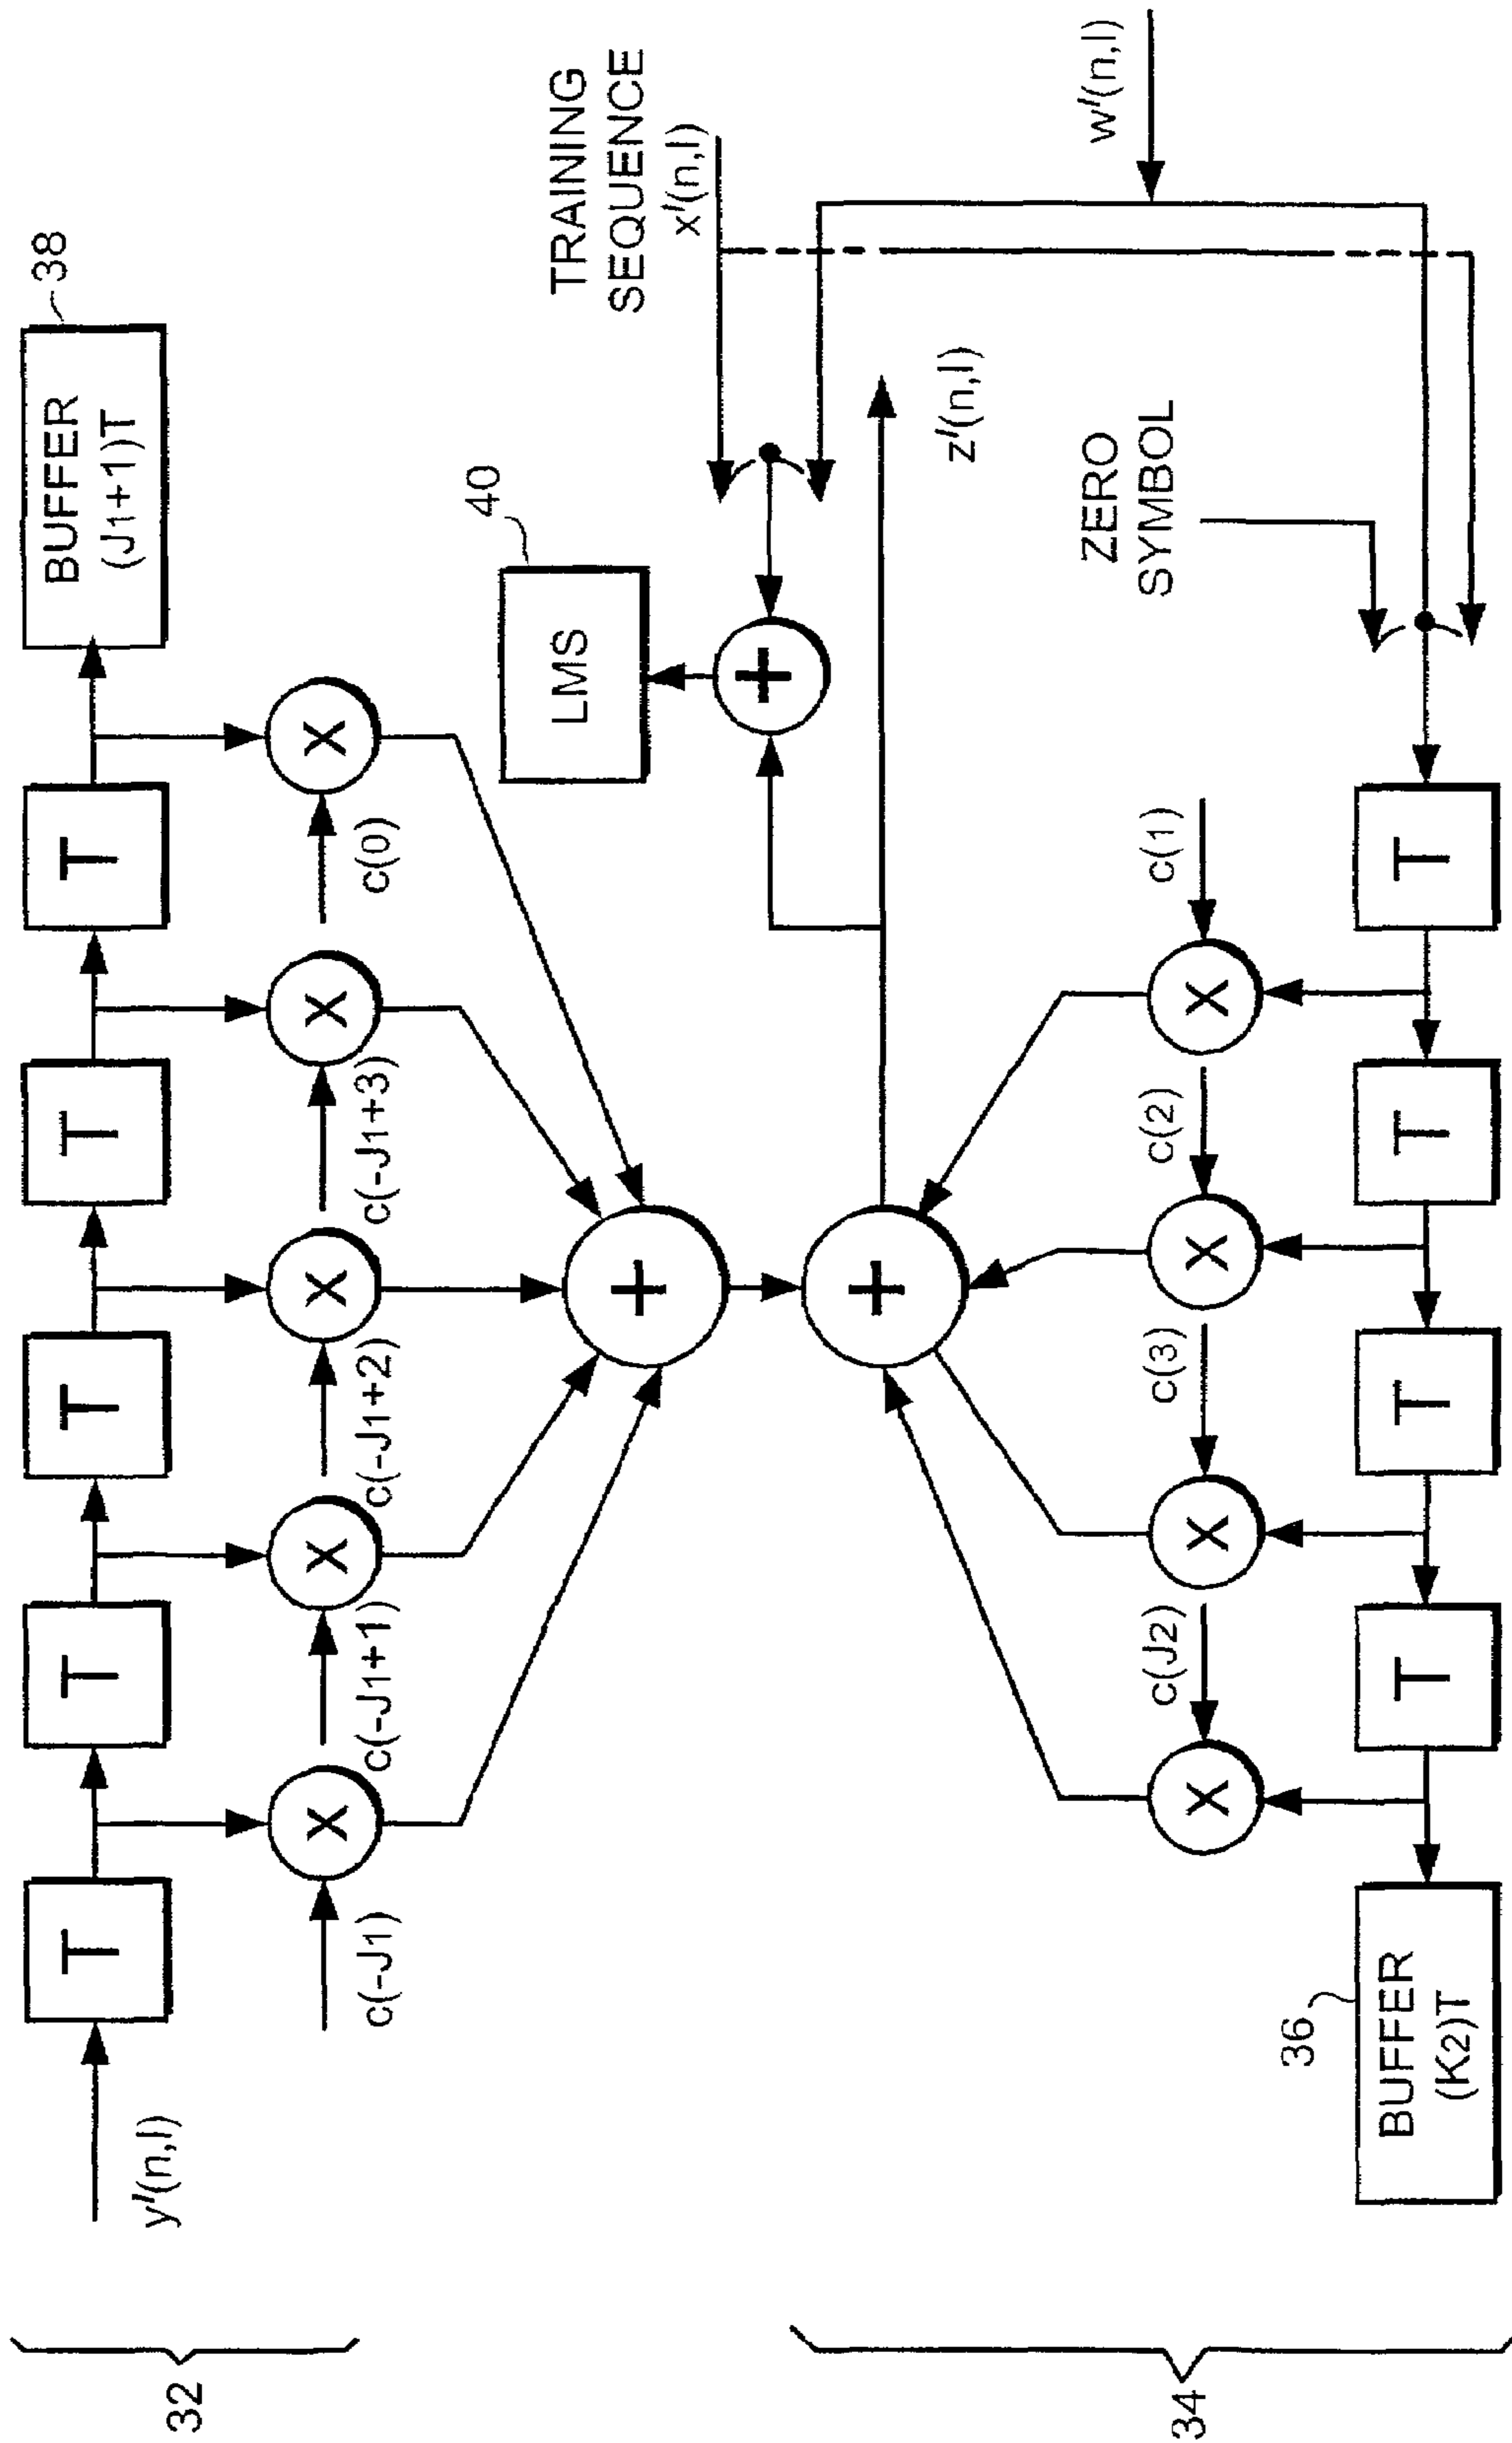 32
y'(n,l)
T
T
T
T
T
BUFFER
(J1+1)T
38
c(-J1)
X
c(-J1+1)
X
c(-J1+2)
X
c(-J1+3)
X
c(0)
X
+
LMS
40
+
TRAINING
SEQUENCE
x'(n,l)
+
z'(n,l)
34
ZERO
SYMBOL
w'(n,l)
c(J2)
X
c(3)
X
c(2)
X
c(1)
X
36
BUFFER
(K2)T
T
T
T
T